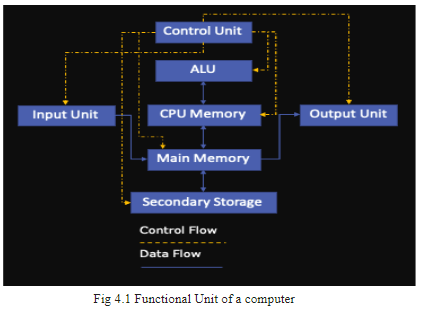 Control Unit
ALU
Input Unit
CPU Memory
Output Unit
Main Memory
Secondary Storage
Control Flow
Data Flow
Fig 4.1 Functional Unit of a computer